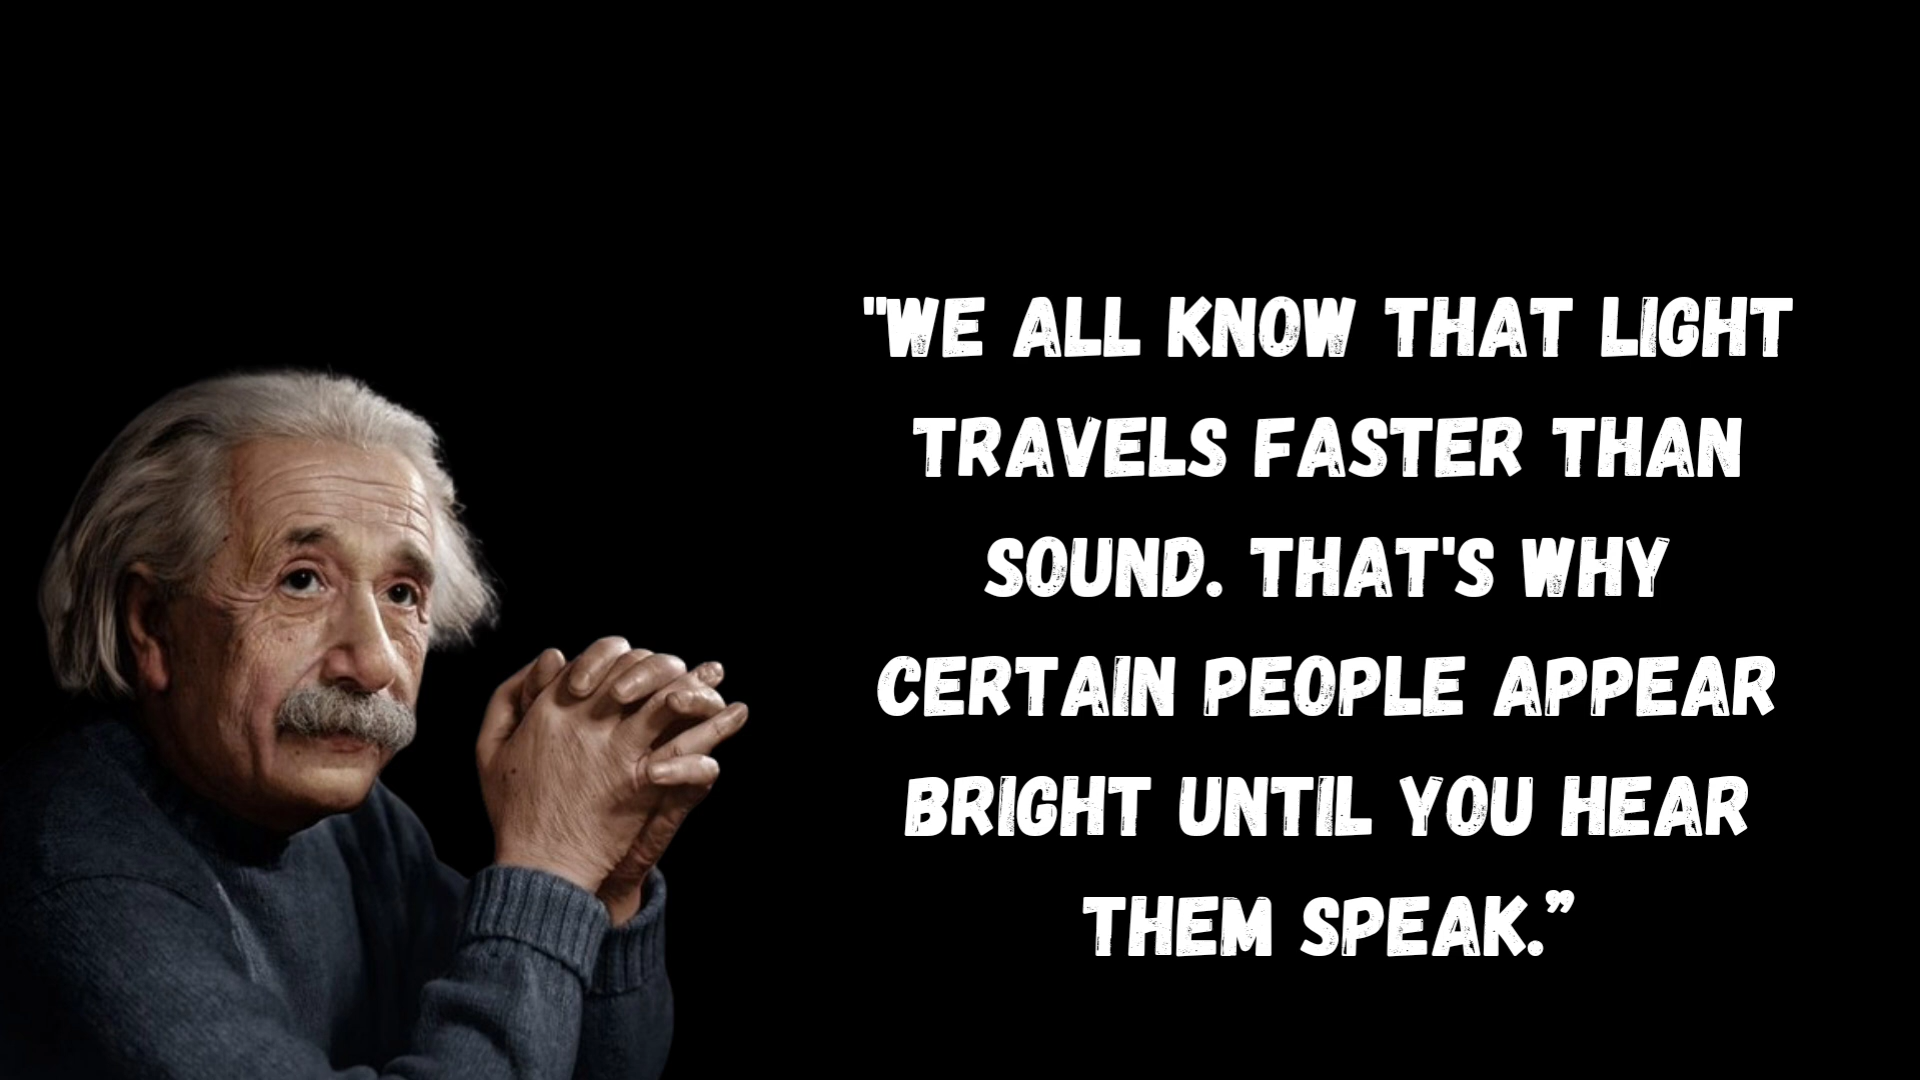 "WE ALL KNOW THAT LIGHT
TRAVELS FASTER THAN
SOUND. THAT'S WHY
CERTAIN PEOPLE APPEAR
BRIGHT UNTIL YOU HEAR
THEM SPEAK.”